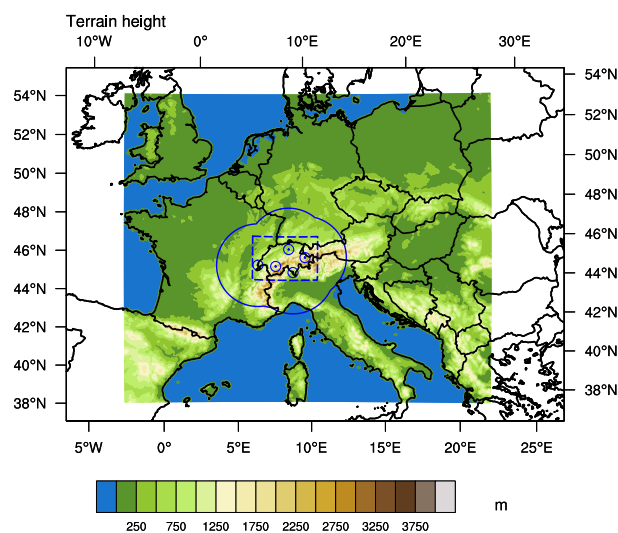 Terrain height
10°W 0° 10°E 20°E 30°E
54°N 54°N
52°N 52°N
50°N 50°N
48°N 48°N
46°N 46°N
44°N 44°N
42°N 42°N
40°N 40°N
38°N 38°N
5°W 0° 5°E 10°E 15°E 20°E 25°E
250 750 1250 1750 2250 2750 3250 3750 m